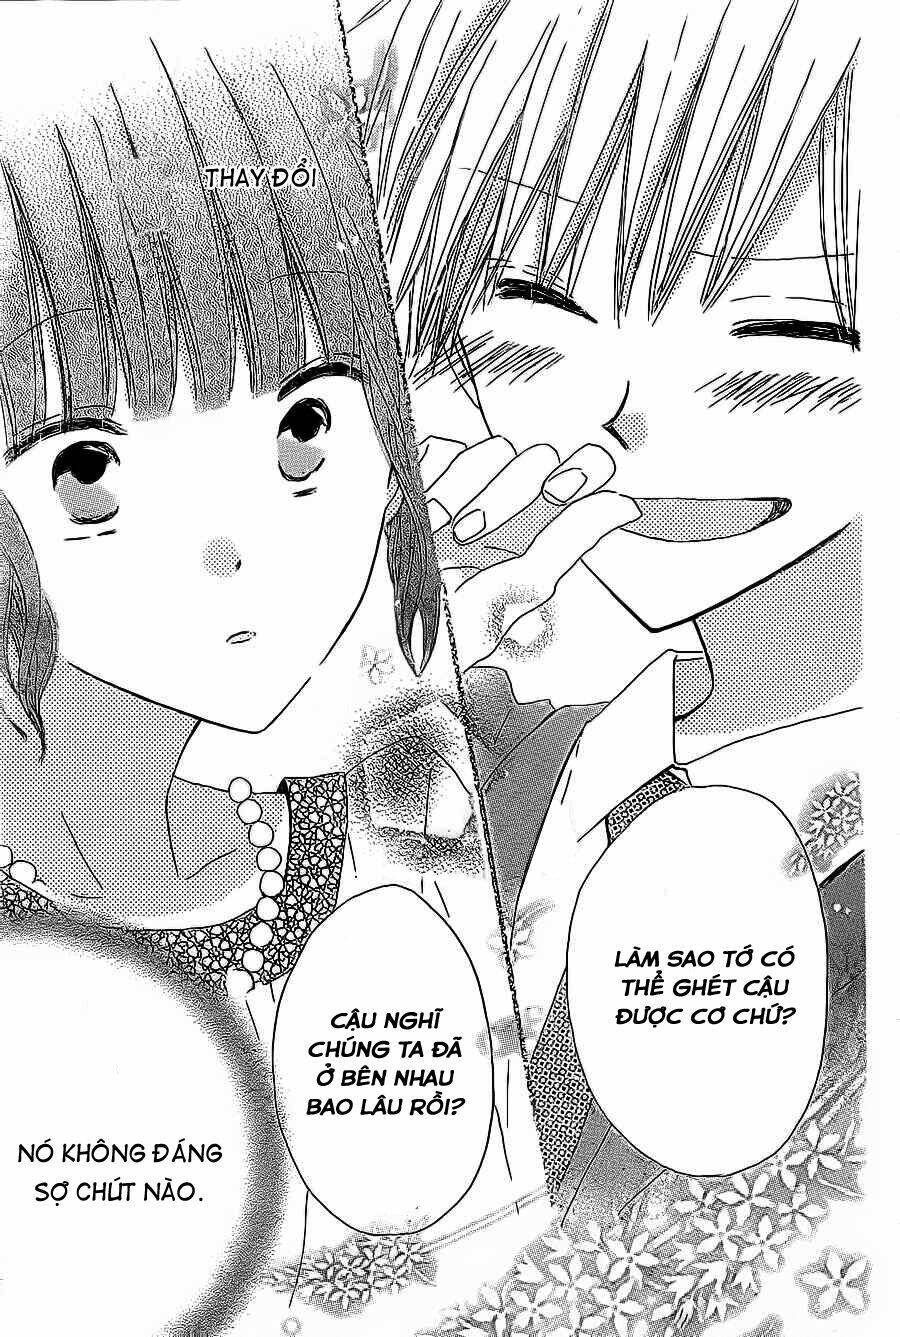 LÀM SAO TỚ CÓ
THỂ GHÉT CẬU
ĐƯỢC CƠ CHỨ?
CẬU NGHĨ
CHÚNG TA ĐÃ
Ở BÊN NHAU
BAO LÂU RỒI?
THAY ĐỔI
NÓ KHÔNG ĐÁNG
SỢ CHÚT NÀO.